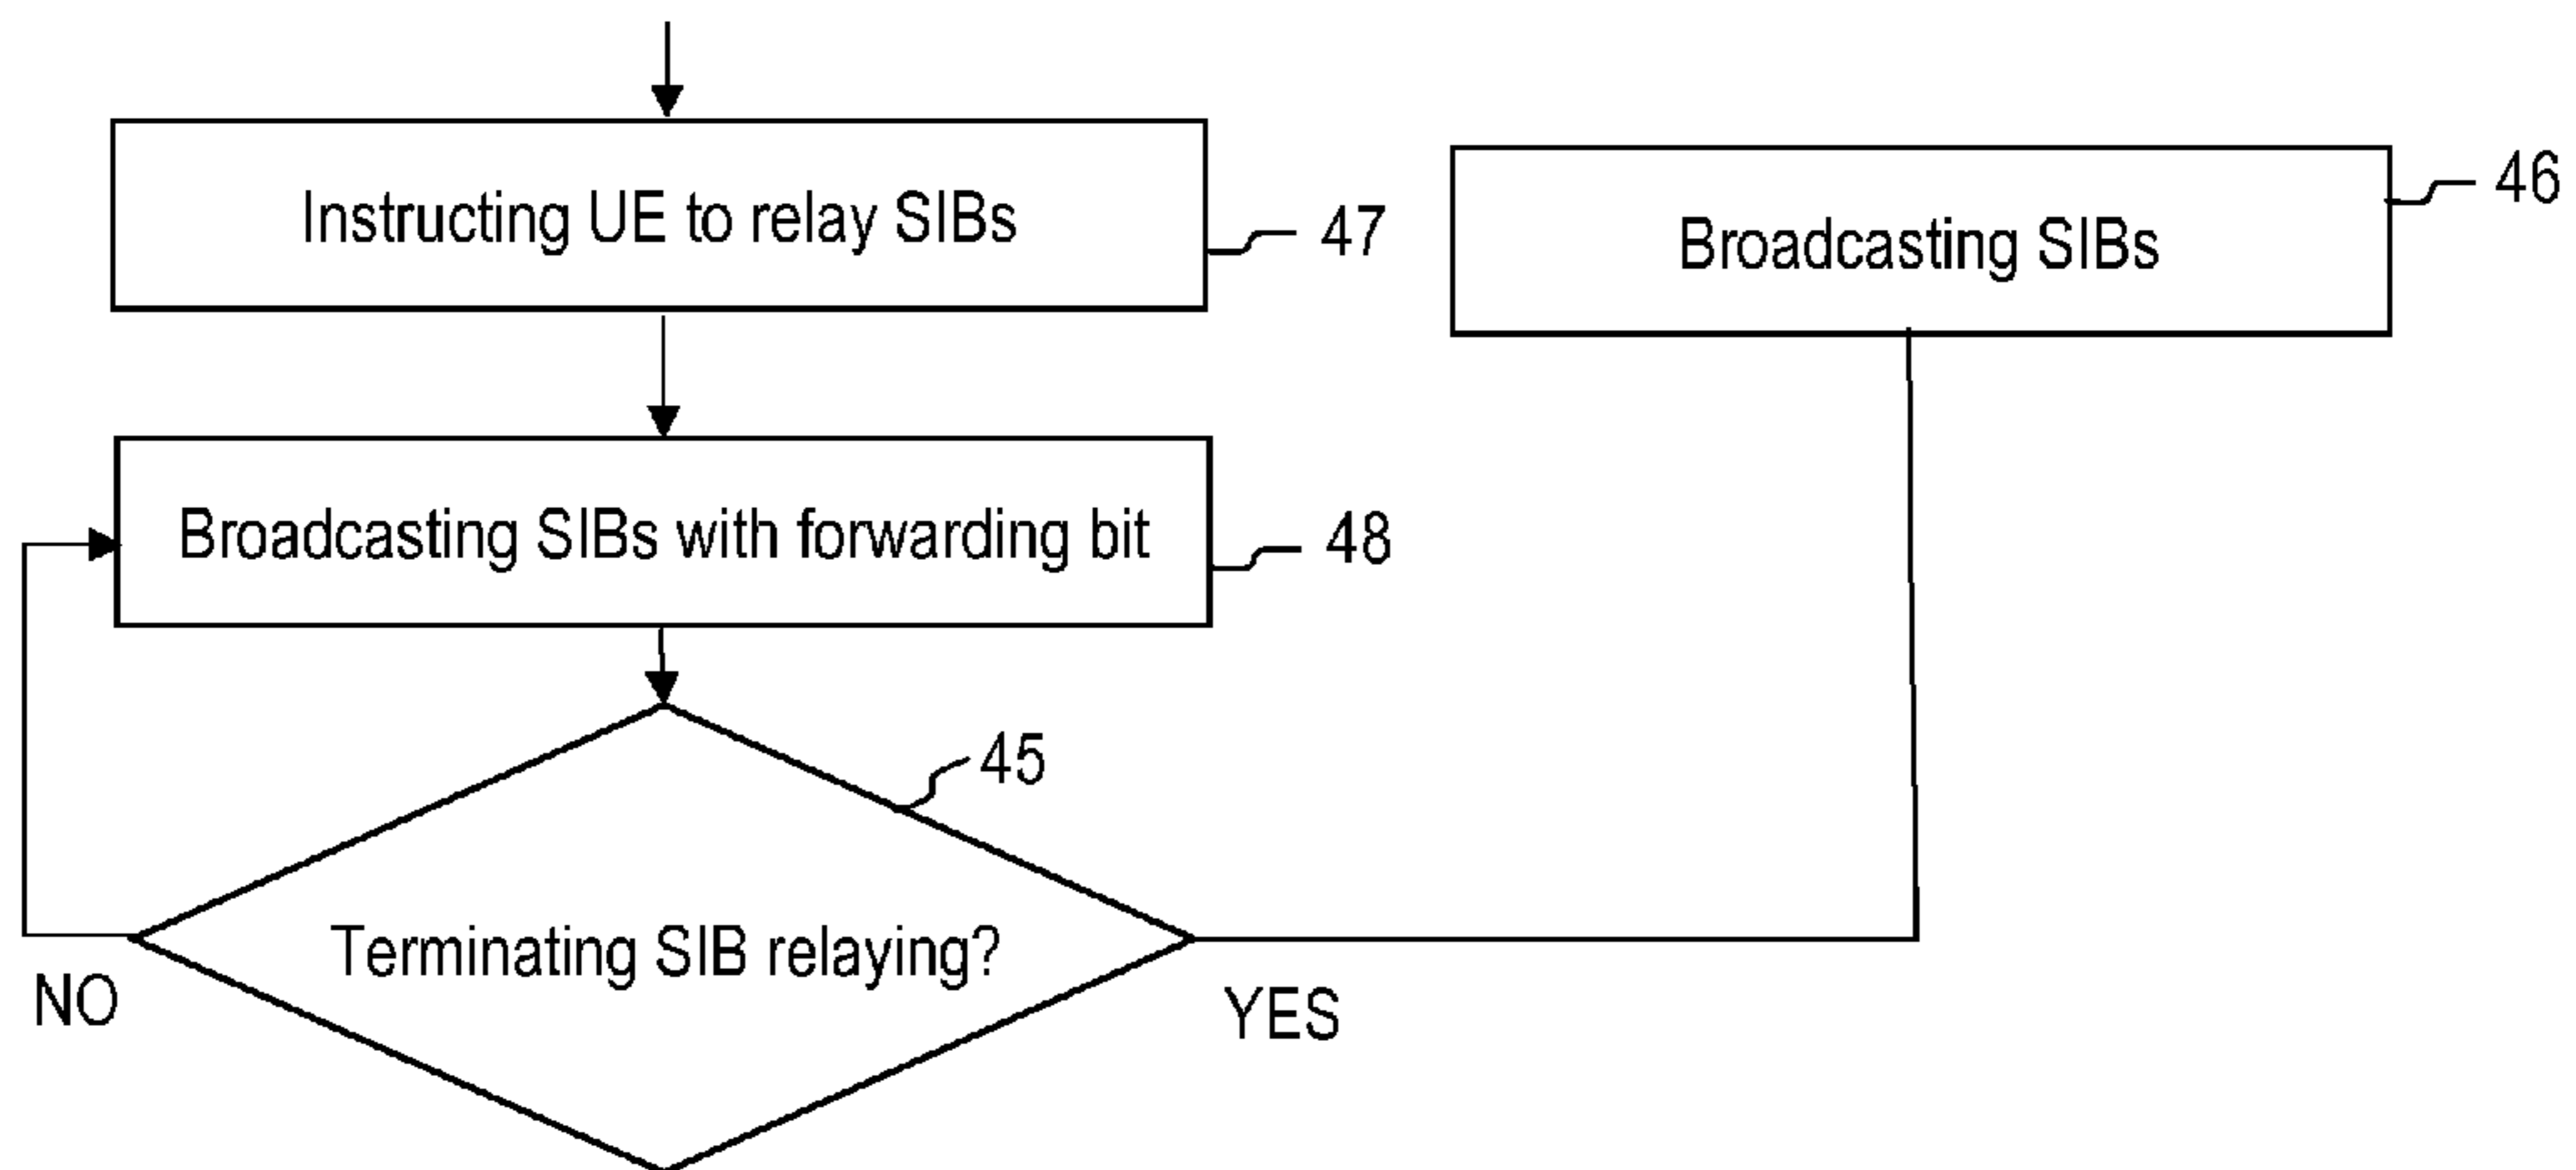 Instructing UE to relay SIBs
47
Broadcasting SIBs
46
Broadcasting SIBs with forwarding bit
48
45
Terminating SIB relaying?
NO
YES